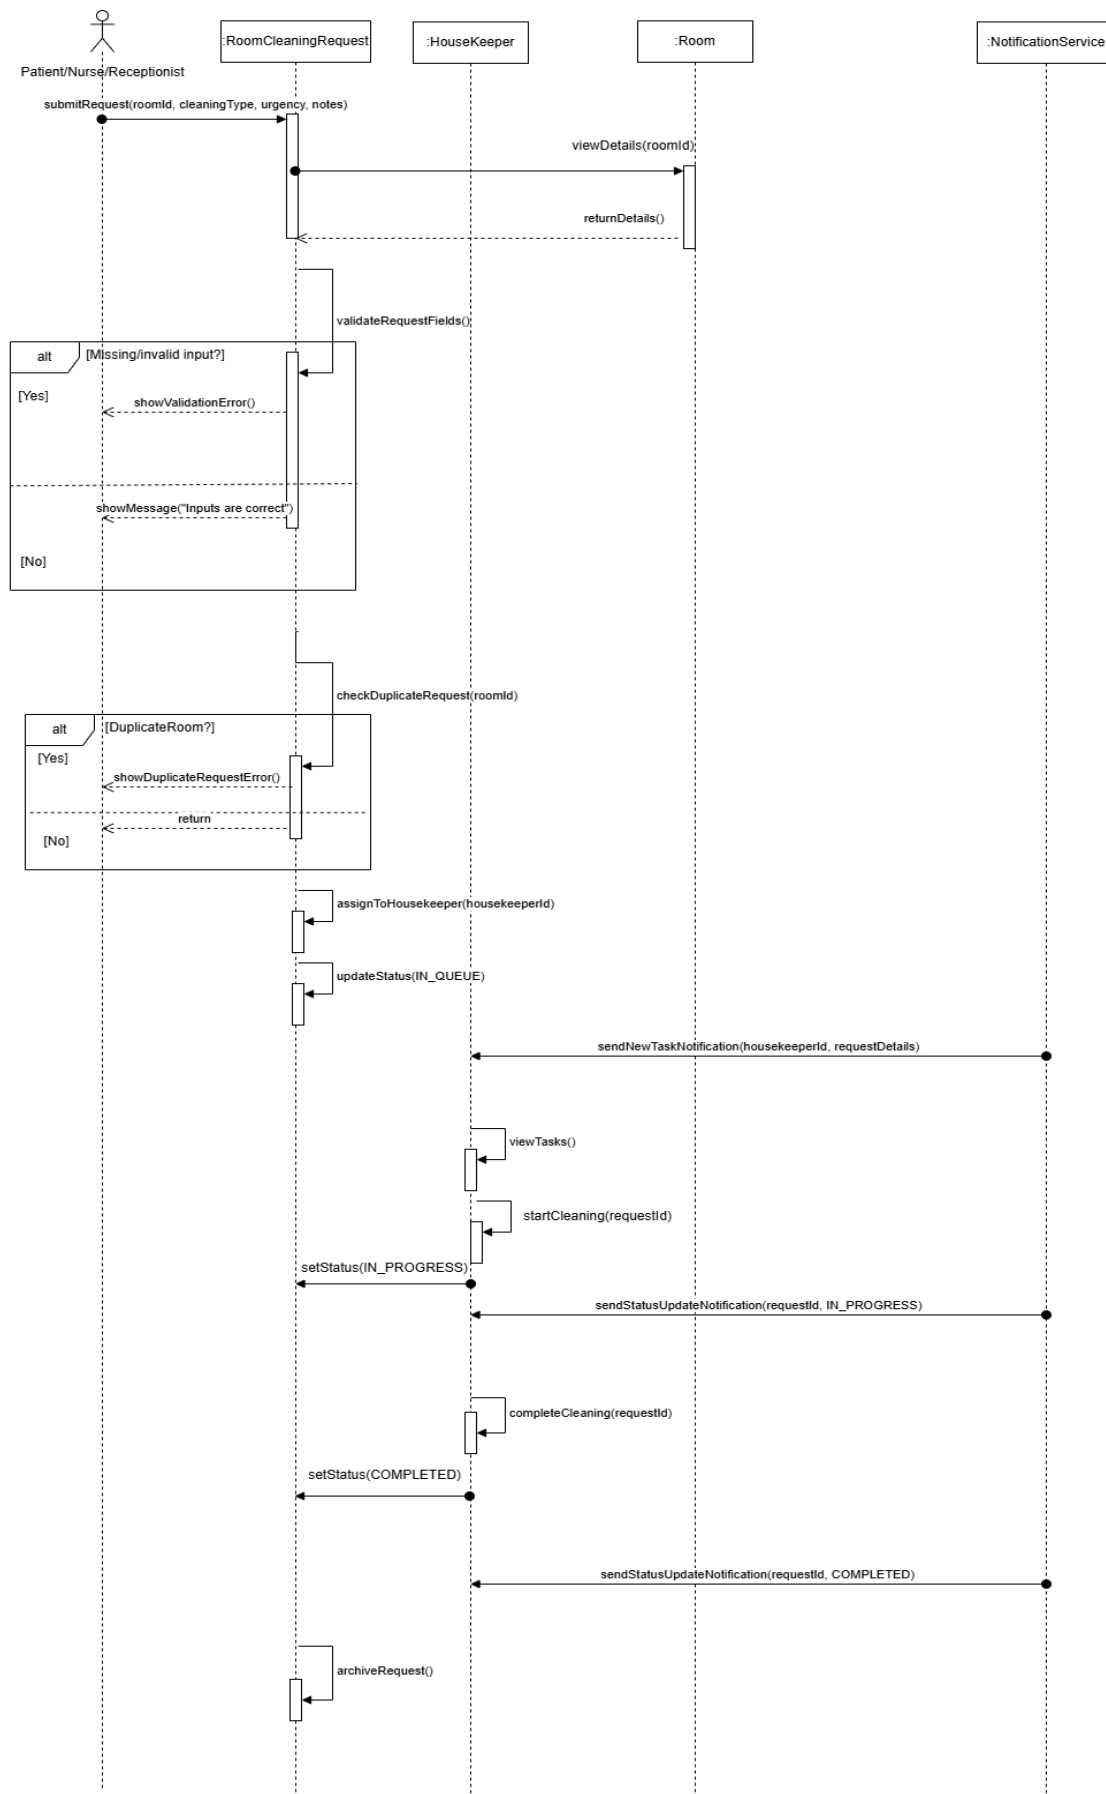 :RoomCleaningRequest
:HouseKeeper
:Room
:NotificationService
Patient/Nurse/Receptionist
submitRequest(roomId, cleaningType, urgency, notes)
viewDetails(roomId)
returnDetails()
validateRequestFields()
alt
[Missing/invalid input?]
[Yes]
showValidationError()
showMessage("Inputs are correct")
[No]
checkDuplicateRequest(roomId)
alt
[DuplicateRoom?]
[Yes]
showDuplicateRequestError()
return
[No]
assignToHousekeeper(housekeeperId)
updateStatus(IN_QUEUE)
sendNewTaskNotification(housekeeperId, requestDetails)
viewTasks()
startCleaning(requestId)
setStatus(IN_PROGRESS)
sendStatusUpdateNotification(requestId, IN_PROGRESS)
completeCleaning(requestId)
setStatus(COMPLETED)
sendStatusUpdateNotification(requestId, COMPLETED)
archiveRequest()